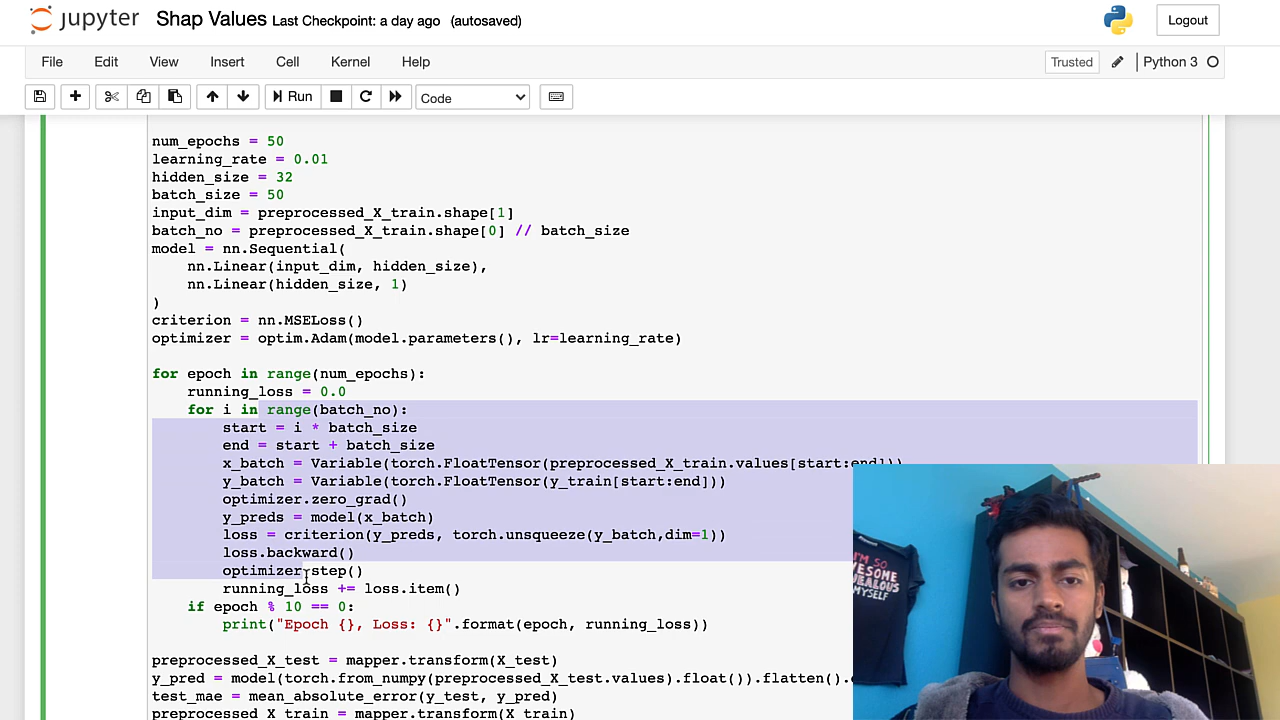 jupyter Shap Values Last Checkpoint: a day ago (autosaved) Logout
File Edit View Insert Cell Kernel Help Trusted Python 3
Run Code
num_epochs = 50
learning_rate = 0.01
hidden_size = 32
batch_size = 50
input_dim = preprocessed_X_train.shape[1]
batch_no = preprocessed_X_train.shape[0] // batch_size
model = nn.Sequential(
nn.Linear(input_dim, hidden_size),
nn.Linear(hidden_size, 1)
)
criterion = nn.MSELoss()
optimizer = optim.Adam(model.parameters(), lr=learning_rate)
for epoch in range(num_epochs):
running_loss = 0.0
for i in range(batch_no):
start = i * batch_size
end = start + batch_size
x_batch = Variable(torch.FloatTensor(preprocessed_X_train.values[start:end]))
y_batch = Variable(torch.FloatTensor(y_train[start:end]))
optimizer.zero_grad()
y_preds = model(x_batch)
loss = criterion(y_preds, torch.unsqueeze(y_batch,dim=1))
loss.backward()
optimizer.step()
running_loss += loss.item()
if epoch % 10 == 0:
print("Epoch {}, Loss: {}".format(epoch, running_loss))
preprocessed_X_test = mapper.transform(X_test)
y_pred = model(torch.from_numpy(preprocessed_X_test.values).float()).flatten().
test_mae = mean_absolute_error(y_test, y_pred)
preprocessed_X_train = mapper.transform(X_train)
I'M SO
AWESOME
MYSELF